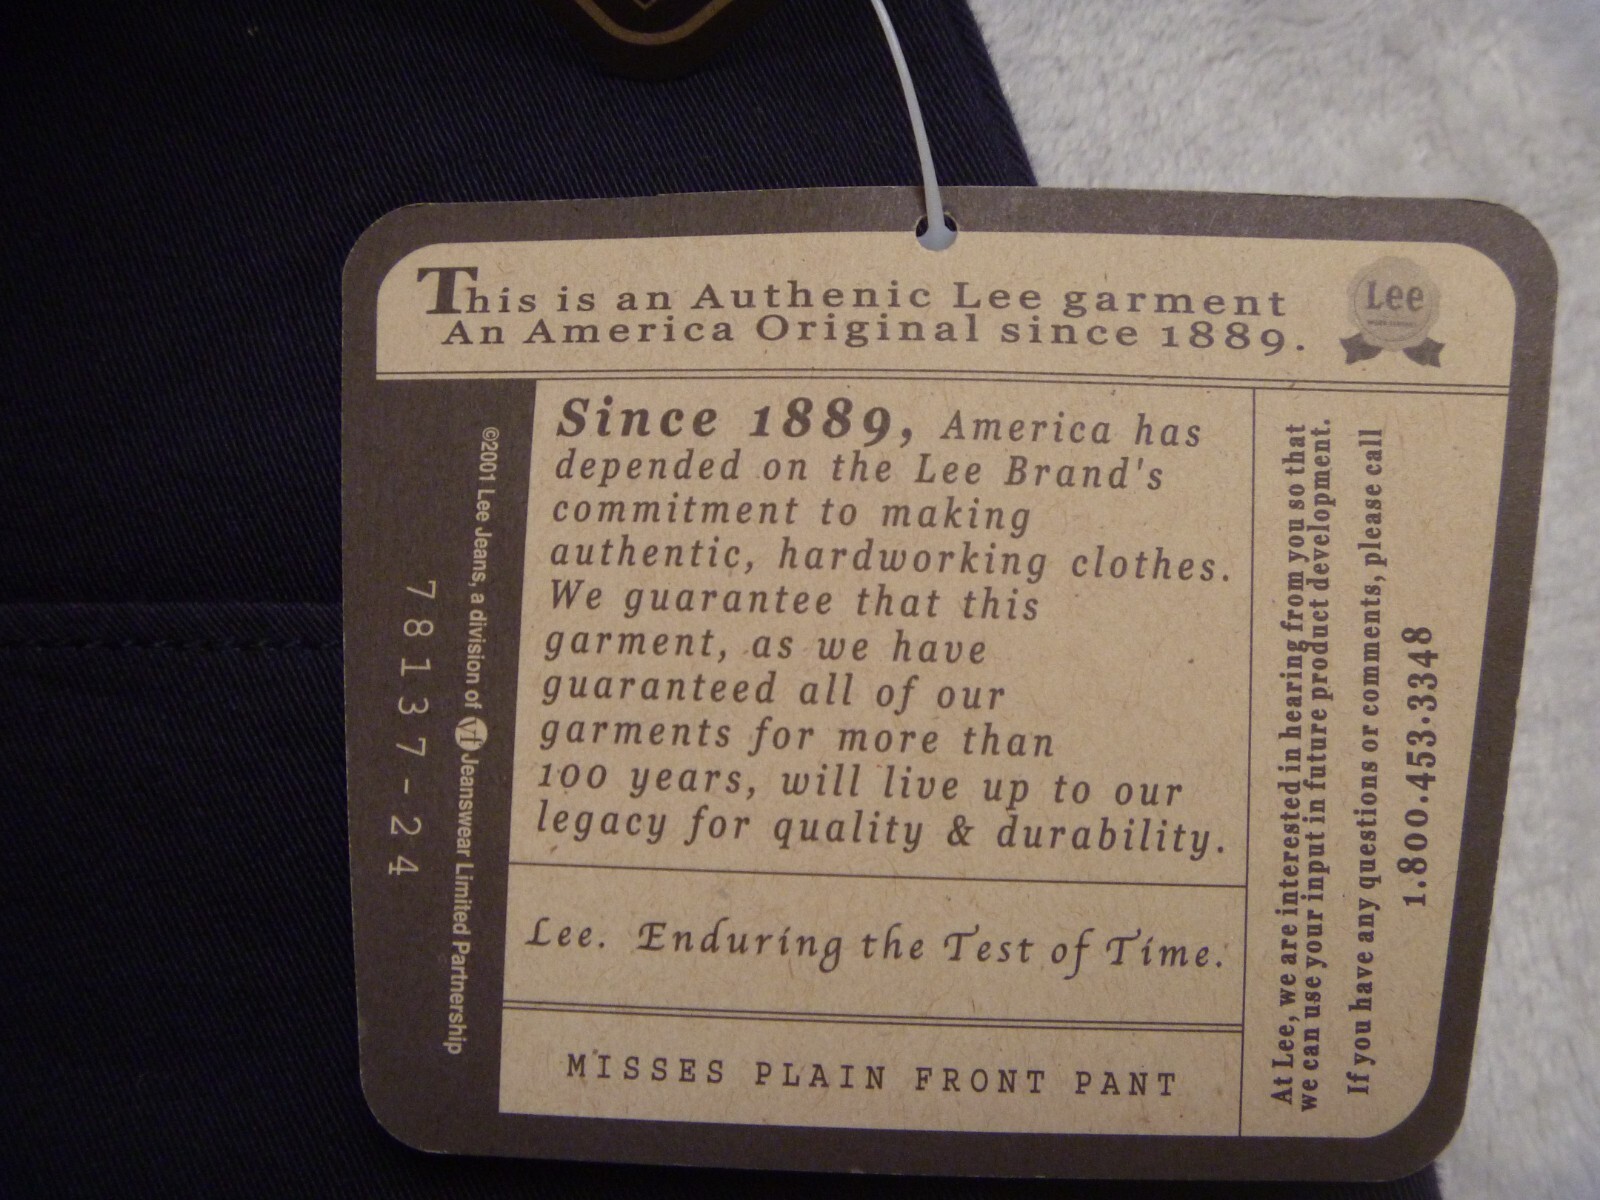 This is an Authenic Lee garment
An America Original since 1889.
Lee
Since 1889, America has
depended on the Lee Brand's
commitment to making
authentic, hardworking clothes.
We guarantee that this
garment, as we have
guaranteed all of our
garments for more than
100 years, will live up to our
legacy for quality & durability.
Lee. Enduring the Test of Time.
MISSES PLAIN FRONT PANT
©2001 Lee Jeans, a division of vf Jeanswear Limited Partnership
78137-24
At Lee, we are interested in hearing from you so that
we can use your input in future product development.
If you have any questions or comments, please call
1.800.453.3348